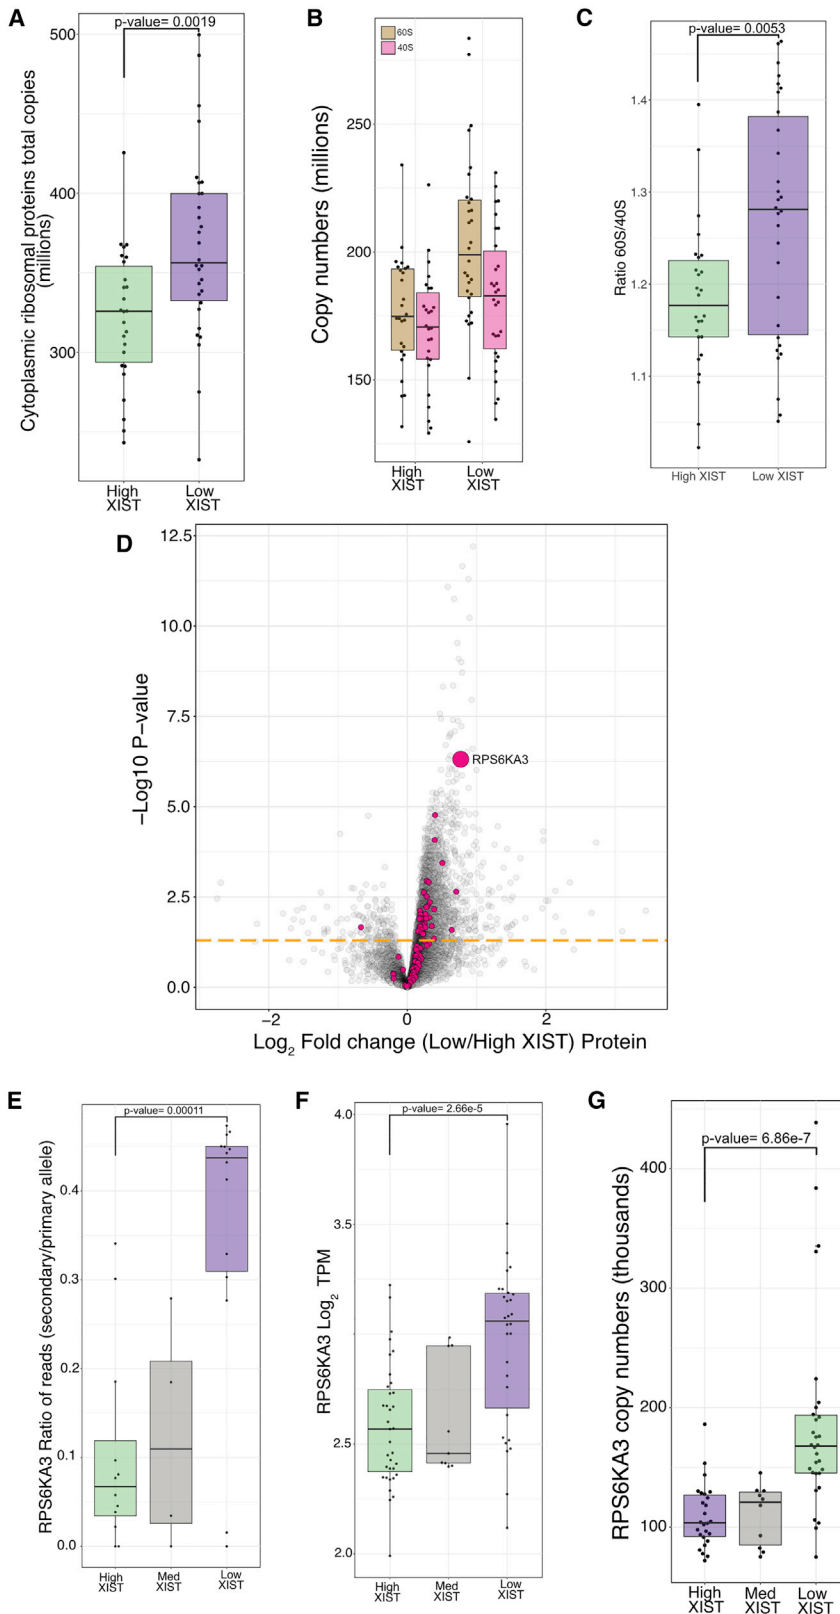 A
p-value= 0.0019
Cytoplasmic ribosomal proteins total copies
(millions)
500
400
300
High
XIST
Low
XIST
B
60S
40S
Copy numbers (millions)
250
200
150
High
XIST
Low
XIST
C
p-value= 0.0053
Ratio 60S/40S
1.4
1.3
1.2
1.1
High XIST
Low XIST
D
−Log10 P−value
12.5
10.0
7.5
5.0
2.5
0.0
RPS6KA3
−2
0
2
Log2 Fold change (Low/High XIST) Protein
E
p-value= 0.00011
RPS6KA3 Ratio of reads (secondary/primary allele)
0.4
0.3
0.2
0.1
0.0
High
XIST
Med
XIST
Low
XIST
F
p-value= 2.66e-5
RPS6KA3 Log2 TPM
4.0
3.5
3.0
2.5
2.0
High
XIST
Med
XIST
Low
XIST
G
p-value= 6.86e-7
RPS6KA3 copy numbers (thousands)
400
300
200
100
High
XIST
Med
XIST
Low
XIST